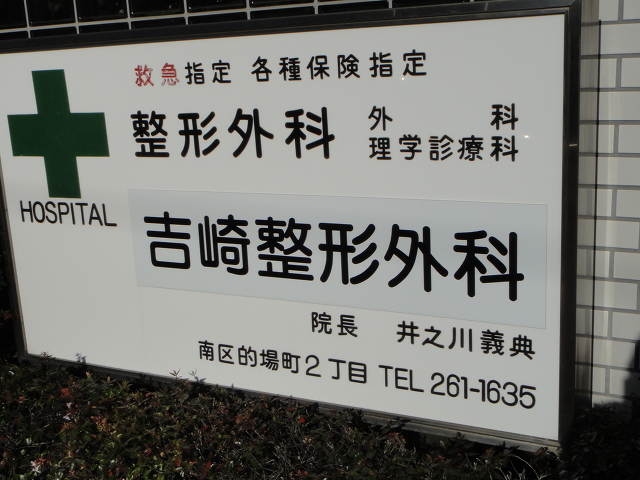 救急指定 各種保険指定
整形外科 外科
理学診療科
HOSPITAL
吉崎整形外科
院長 井之川義典
南区的場町2丁目 TEL 261-1635